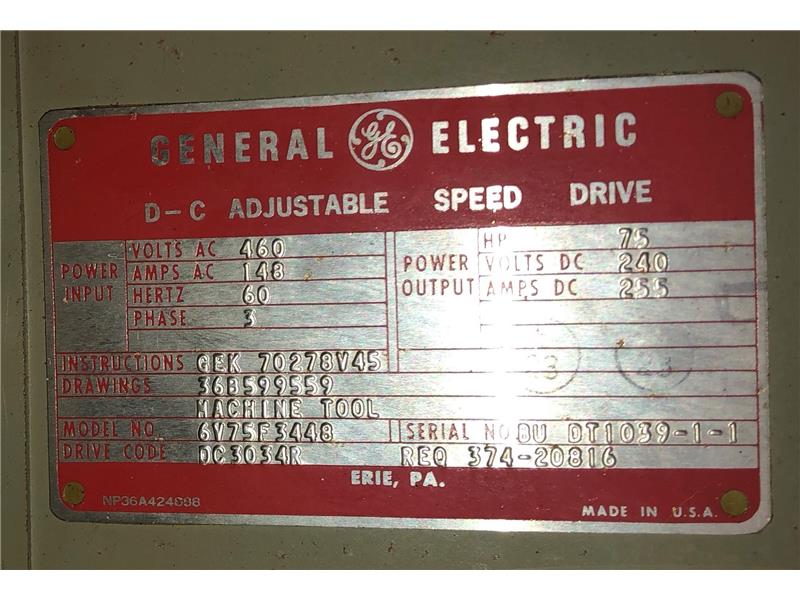 GENERAL GE ELECTRIC
D-C ADJUSTABLE SPEED DRIVE
POWER INPUT
VOLTS AC 460
AMPS AC 148
HERTZ 60
PHASE 3
POWER OUTPUT
HP 75
VOLTS DC 240
AMPS DC 255
INSTRUCTIONS GEK 70278V45
DRAWINGS 36B599559
MACHINE TOOL
MODEL NO. 6V75F3448
SERIAL NO BU DT1039-1-1
DRIVE CODE DC3034R
REQ 374-20816
ERIE, PA.
MADE IN U.S.A.